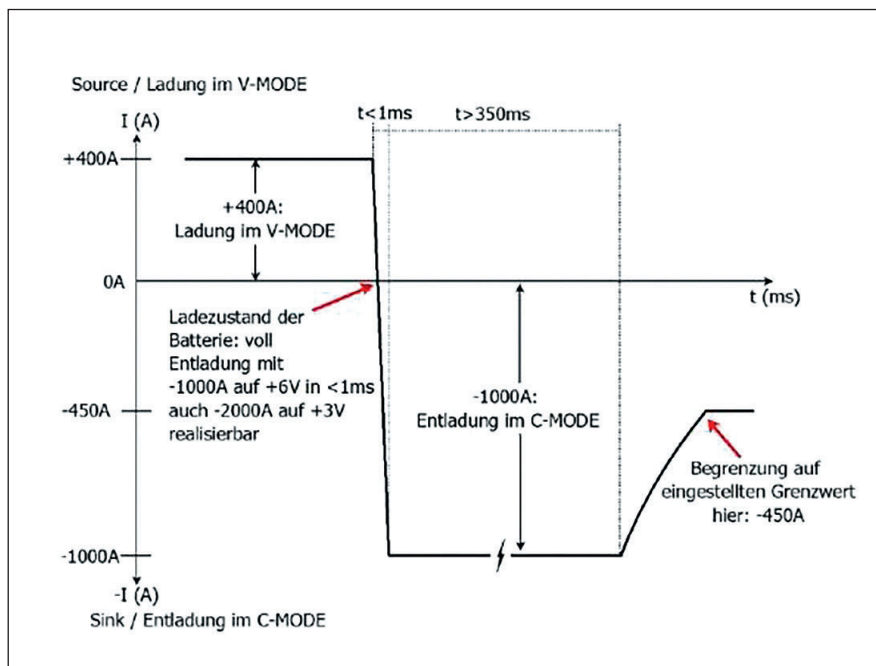 Source / Ladung im V-MODE
I (A)
t<1ms
t>350ms
+400A
+400A:
Ladung im V-MODE
0A
t (ms)
Ladezustand der
Batterie: voll
Entladung mit
-1000A auf +6V in <1ms
auch -2000A auf +3V
realisierbar
-1000A:
Entladung im C-MODE
-450A
Begrenzung auf
eingestellten Grenzwert
hier: -450A
-1000A
-I (A)
Sink / Entladung im C-MODE